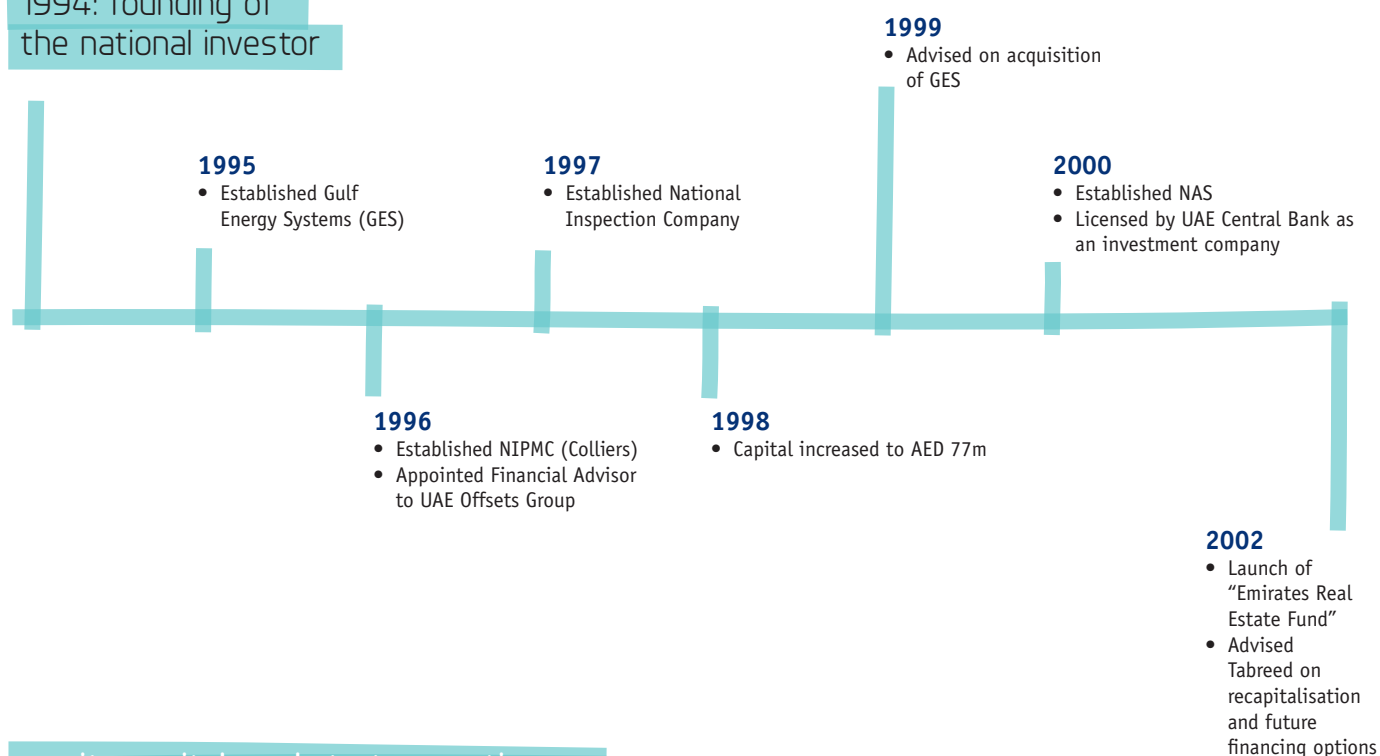 1994: founding of
the national investor
1999
• Advised on acquisition
of GES
1995
• Established Gulf
Energy Systems (GES)
1997
• Established National
Inspection Company
2000
• Established NAS
• Licensed by UAE Central Bank as
an investment company
1996
• Established NIPMC (Colliers)
• Appointed Financial Advisor
to UAE Offsets Group
1998
• Capital increased to AED 77m
2002
• Launch of
“Emirates Real
Estate Fund”
• Advised
Tabreed on
recapitalisation
and future
financing options